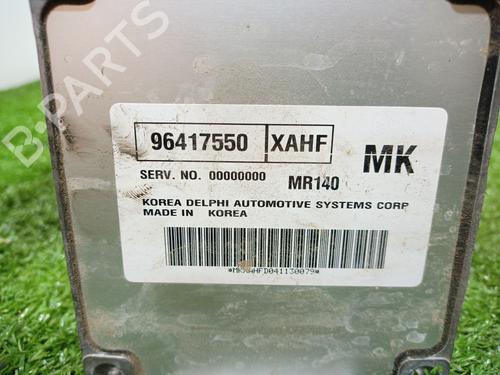 96417550 XAHF MK
SERV. NO. 00000000 MR140
KOREA DELPHI AUTOMOTIVE SYSTEMS CORP
MADE IN KOREA
B-PARTS